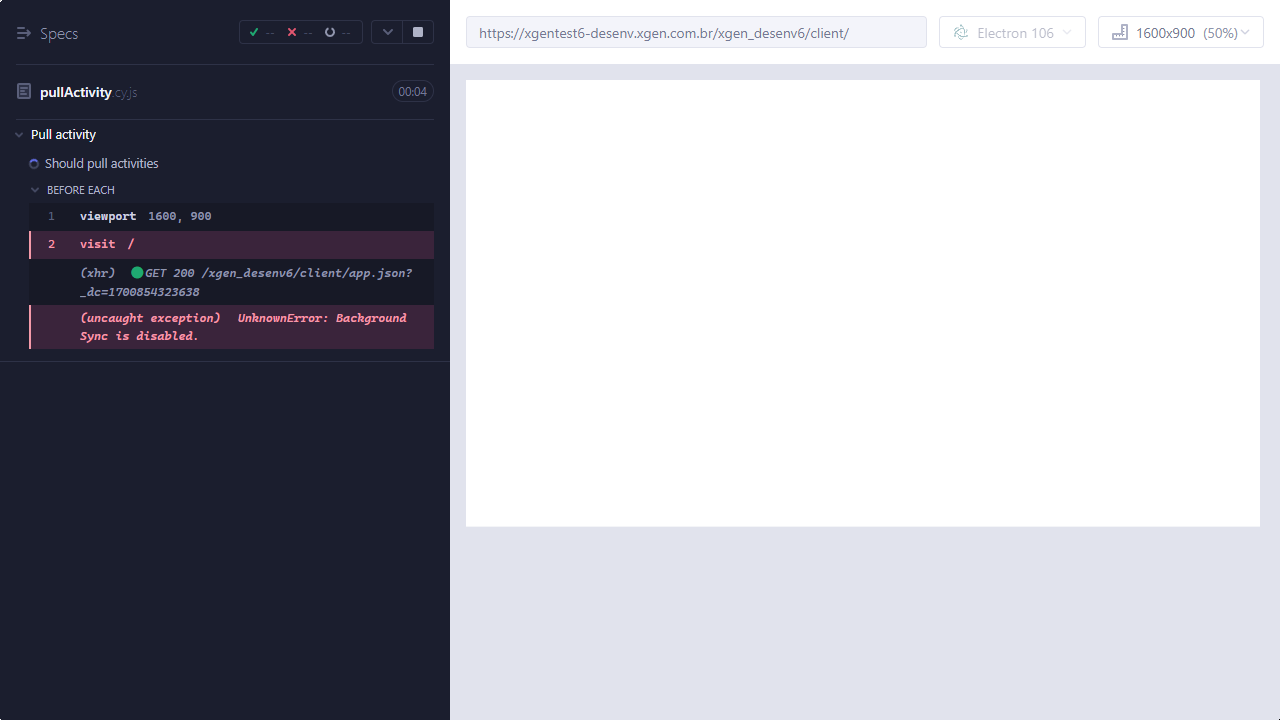 Specs
-- -- --
https://xgentest6-desenv.xgen.com.br/xgen_desenv6/client/
Electron 106
1600x900 (50%)
pullActivity.cy.js
00:04
Pull activity
Should pull activities
BEFORE EACH
1 viewport 1600, 900
2 visit /
(xhr) GET 200 /xgen_desenv6/client/app.json?
_dc=1700854323638
(uncaught exception) UnknownError: Background
Sync is disabled.